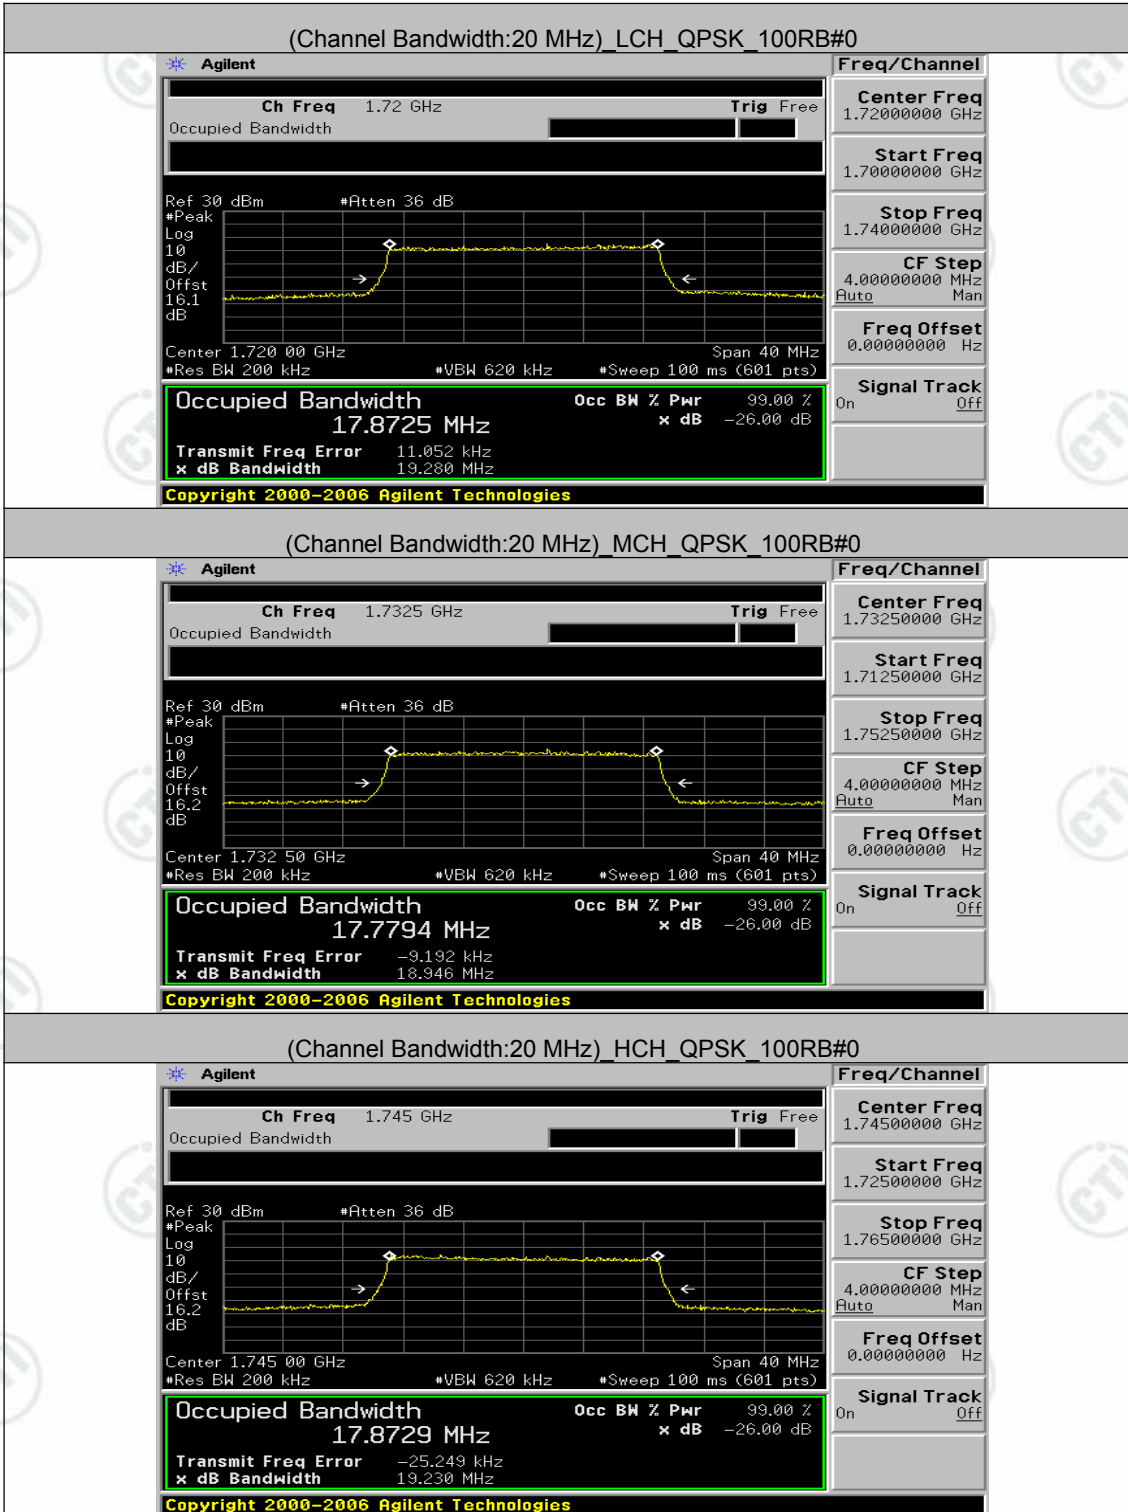 (Channel Bandwidth:20 MHz)_LCH_QPSK_100RB#0
Agilent
Freq/Channel
Ch Freq 1.72 GHz Trig Free
Occupied Bandwidth
Center Freq
1.72000000 GHz
Start Freq
1.70000000 GHz
Stop Freq
1.74000000 GHz
CF Step
4.00000000 MHz
Auto Man
Freq Offset
0.00000000 Hz
Signal Track
On Off
Ref 30 dBm #Atten 36 dB
#Peak
Log
10
dB/
Offst
16.1
dB
Center 1.720 00 GHz Span 40 MHz
#Res BW 200 kHz #VBW 620 kHz #Sweep 100 ms (601 pts)
Occupied Bandwidth Occ BW % Pwr 99.00 %
17.8725 MHz x dB -26.00 dB
Transmit Freq Error 11.052 kHz
x dB Bandwidth 19.280 MHz
Copyright 2000-2006 Agilent Technologies
(Channel Bandwidth:20 MHz)_MCH_QPSK_100RB#0
Agilent
Freq/Channel
Ch Freq 1.7325 GHz Trig Free
Occupied Bandwidth
Center Freq
1.73250000 GHz
Start Freq
1.71250000 GHz
Stop Freq
1.75250000 GHz
CF Step
4.00000000 MHz
Auto Man
Freq Offset
0.00000000 Hz
Signal Track
On Off
Ref 30 dBm #Atten 36 dB
#Peak
Log
10
dB/
Offst
16.2
dB
Center 1.732 50 GHz Span 40 MHz
#Res BW 200 kHz #VBW 620 kHz #Sweep 100 ms (601 pts)
Occupied Bandwidth Occ BW % Pwr 99.00 %
17.7794 MHz x dB -26.00 dB
Transmit Freq Error -9.192 kHz
x dB Bandwidth 18.946 MHz
Copyright 2000-2006 Agilent Technologies
(Channel Bandwidth:20 MHz)_HCH_QPSK_100RB#0
Agilent
Freq/Channel
Ch Freq 1.745 GHz Trig Free
Occupied Bandwidth
Center Freq
1.74500000 GHz
Start Freq
1.72500000 GHz
Stop Freq
1.76500000 GHz
CF Step
4.00000000 MHz
Auto Man
Freq Offset
0.00000000 Hz
Signal Track
On Off
Ref 30 dBm #Atten 36 dB
#Peak
Log
10
dB/
Offst
16.2
dB
Center 1.745 00 GHz Span 40 MHz
#Res BW 200 kHz #VBW 620 kHz #Sweep 100 ms (601 pts)
Occupied Bandwidth Occ BW % Pwr 99.00 %
17.8729 MHz x dB -26.00 dB
Transmit Freq Error -25.249 kHz
x dB Bandwidth 19.230 MHz
Copyright 2000-2006 Agilent Technologies
CTI
CTI
CTI
CTI
CTI
CTI
CTI
CTI